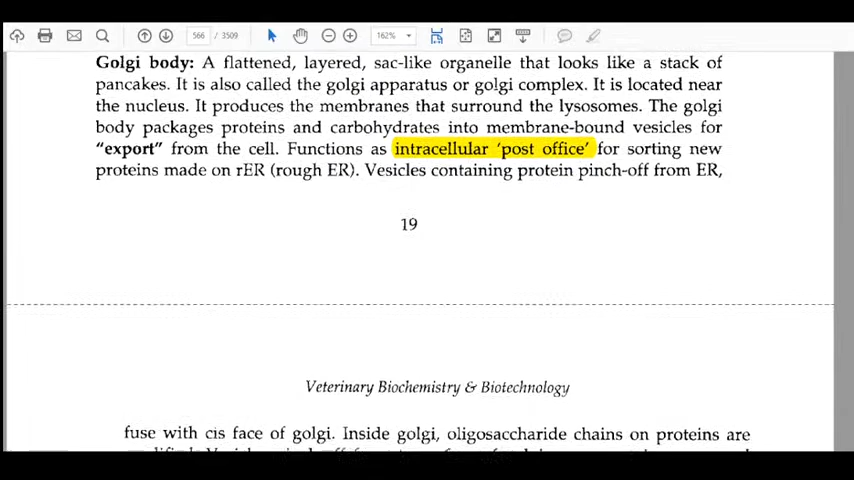 566 / 3509
162%
Golgi body: A flattened, layered, sac-like organelle that looks like a stack of
pancakes. It is also called the golgi apparatus or golgi complex. It is located near
the nucleus. It produces the membranes that surround the lysosomes. The golgi
body packages proteins and carbohydrates into membrane-bound vesicles for
“export” from the cell. Functions as intracellular ‘post office’ for sorting new
proteins made on rER (rough ER). Vesicles containing protein pinch-off from ER,
19
Veterinary Biochemistry & Biotechnology
fuse with cis face of golgi. Inside golgi, oligosaccharide chains on proteins are